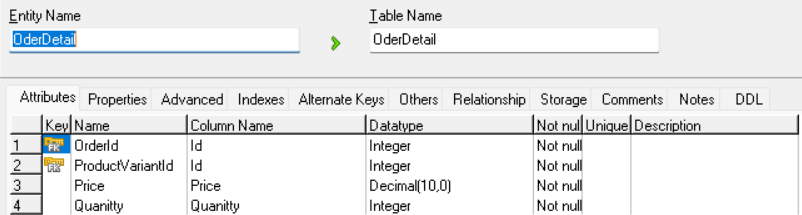 Entity Name Table Name
OderDetail OderDetail
Attributes Properties Advanced Indexes Alternate Keys Others Relationship Storage Comments Notes DDL
Key Name Column Name Datatype Not nul Unique Description
1 FK OrderId Id Integer Not null
2 FK ProductVariantId Id Integer Not null
3 Price Price Decimal(10,0) Not null
4 Quanitty Quanitty Integer Not null